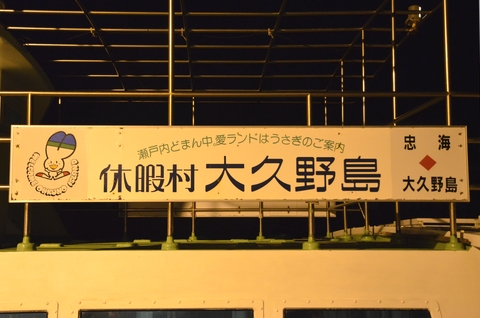 瀬戸内どまん中、愛ランドはうさぎのご案内
休暇村 大久野島
忠海
大久野島